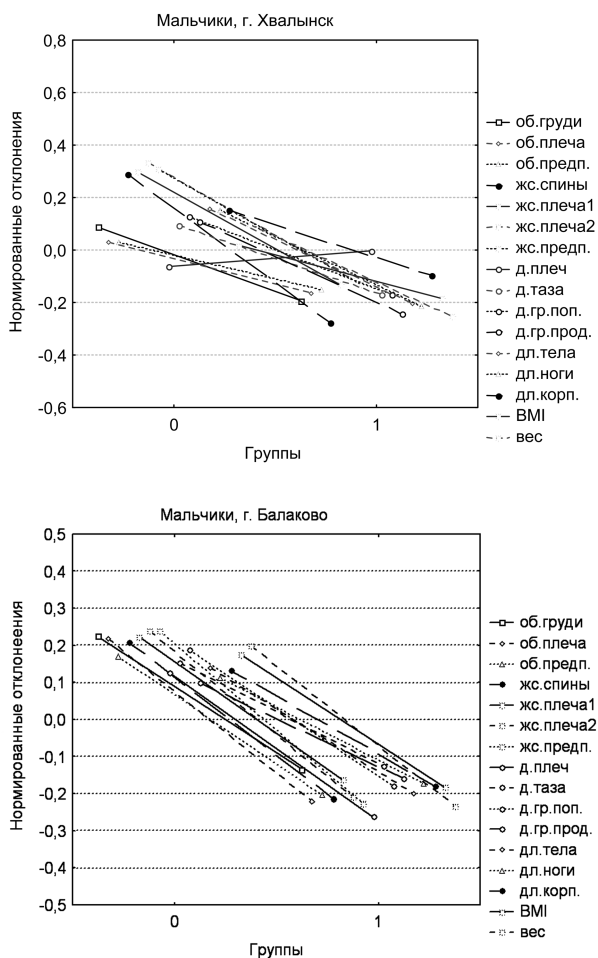 Мальчики, г. Хвалынск
Нормированные отклонения
0,8
0,6
0,4
0,2
0,0
-0,2
-0,4
-0,6
0 1
Группы
об.груди
об.плеча
об.предп.
жс.спины
жс.плеча1
жс.плеча2
жс.предп.
д.плеч
д.таза
д.гр.поп.
д.гр.прод.
дл.тела
дл.ноги
дл.корп.
BMI
вес
Мальчики, г. Балаково
Нормированные отклонеения
0,5
0,4
0,3
0,2
0,1
0,0
-0,1
-0,2
-0,3
-0,4
-0,5
0 1
Группы
об.груди
об.плеча
об.предп.
жс.спины
жс.плеча1
жс.плеча2
жс.предп.
д.плеч
д.таза
д.гр.поп.
д.гр.прод.
дл.тела
дл.ноги
дл.корп.
BMI
вес